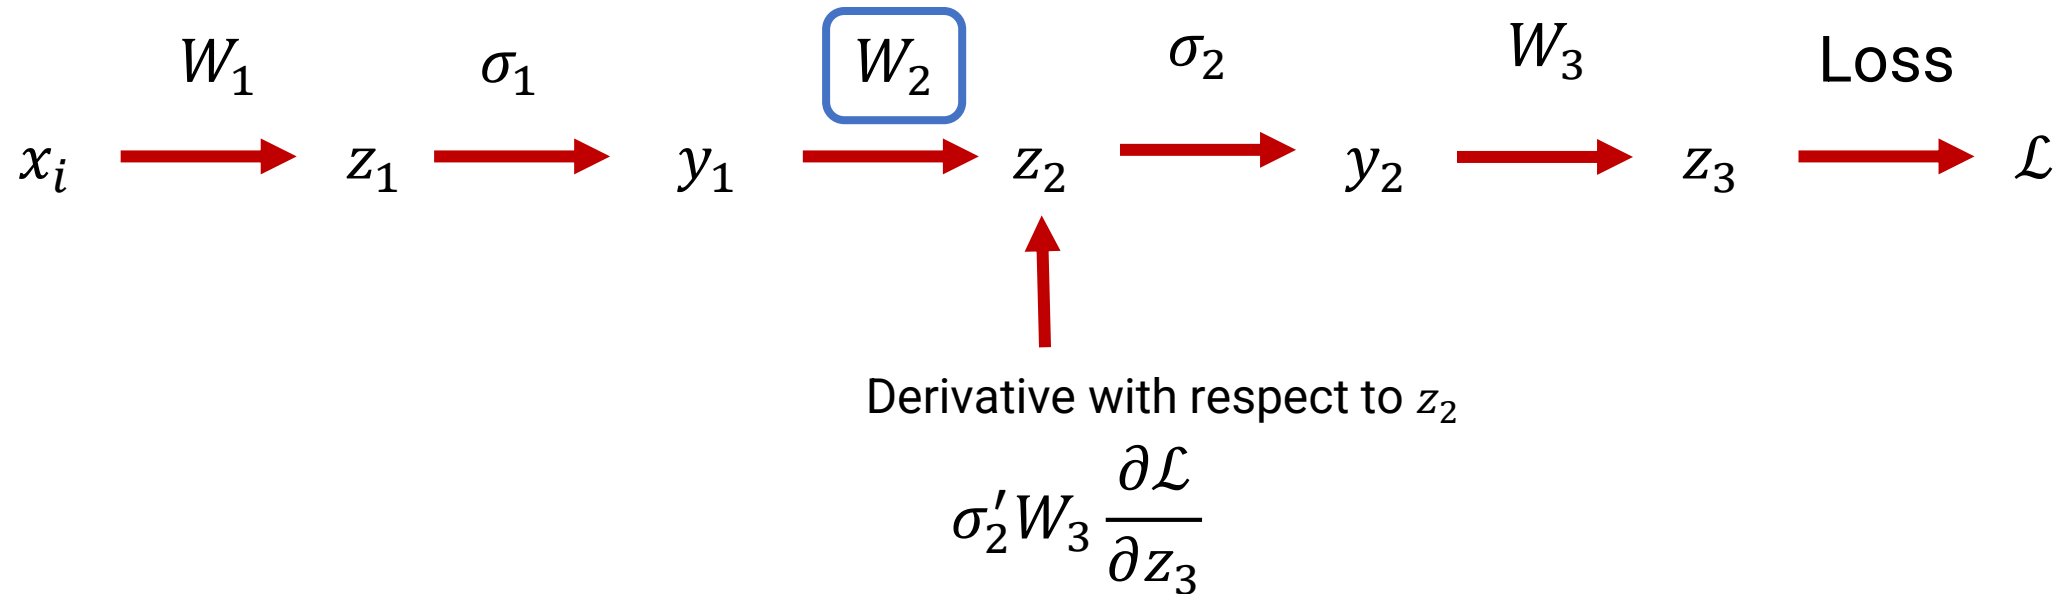 W₁ σ₁ W₂ σ₂ W₃ Loss
xᵢ z₁ y₁ z₂ y₂ z₃ ℒ
Derivative with respect to z₂
σ₂′W₃ ∂ℒ/∂z₃